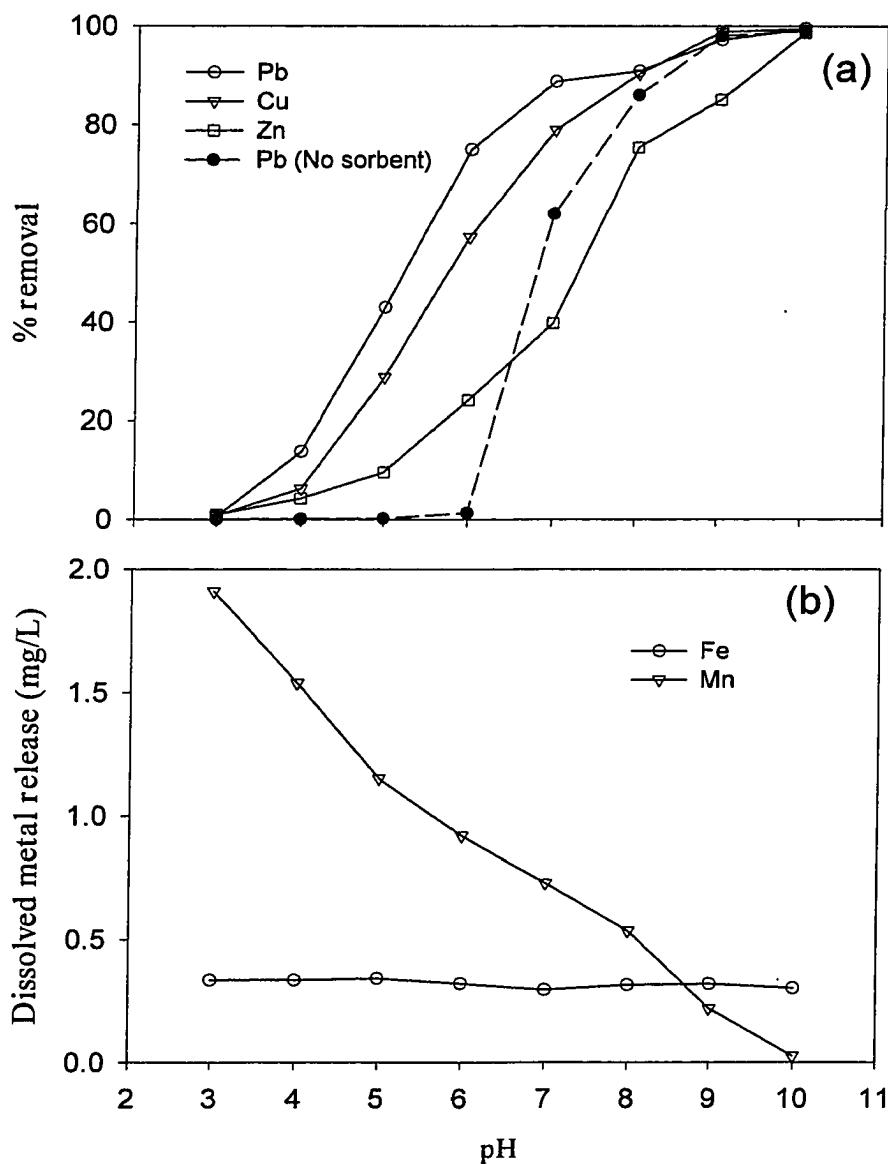 100
80
60
40
20
0
% removal
(a)
Pb
Cu
Zn
Pb (No sorbent)
2.0
1.5
1.0
0.5
0.0
Dissolved metal release (mg/L)
(b)
Fe
Mn
2 3 4 5 6 7 8 9 10 11
pH